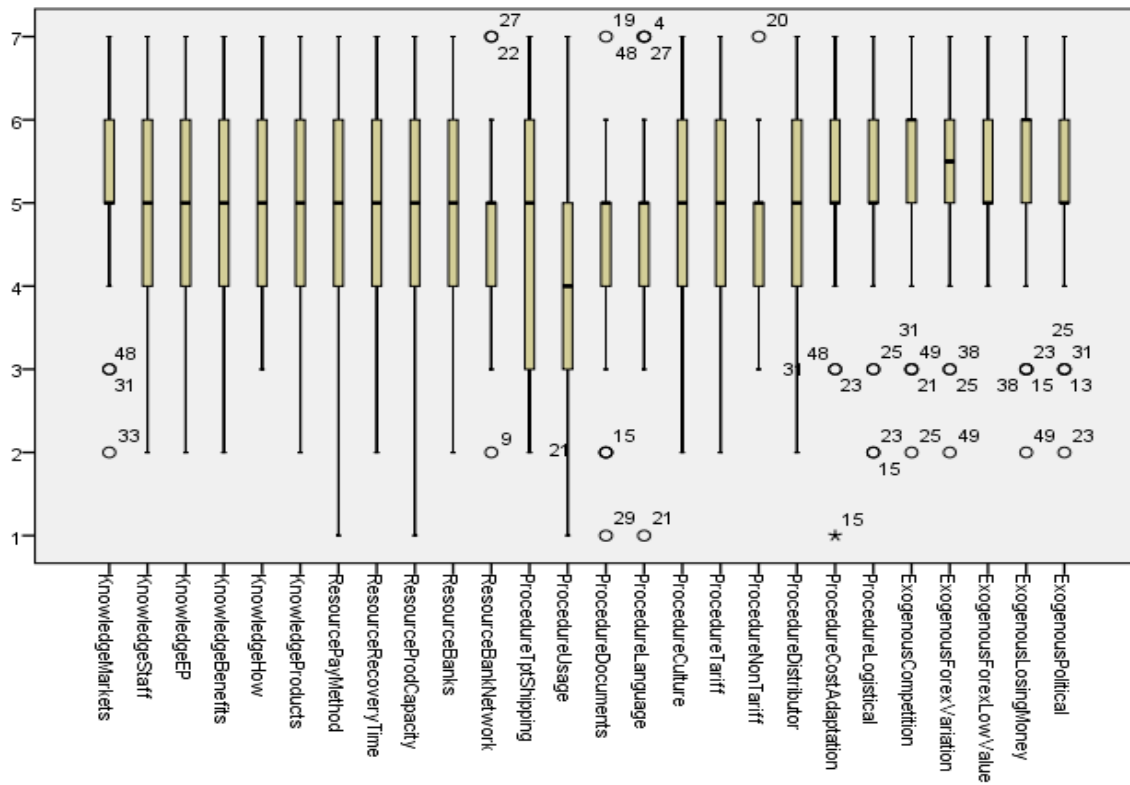 27
19
4
20
7
22
48
27
6
5
4
31
25
48
48
25
49
38
23
31
3
31
31
23
21
25
38
15
13
33
9
21
15
23
25
49
49
23
2
15
29
21
15
1
KnowledgeMarkets
KnowledgeStaff
KnowledgeEP
KnowledgeBenefits
KnowledgeHow
KnowledgeProducts
ResourcePayMethod
ResourceRecoveryTime
ResourceProdCapacity
ResourceBanks
ResourceBankNetwork
ProcedureTptShipping
ProcedureUsage
ProcedureDocuments
ProcedureLanguage
ProcedureCulture
ProcedureTariff
ProcedureNonTariff
ProcedureDistributor
ProcedureCostAdaptation
ProcedureLogistical
ExogenousCompetition
ExogenousForexVariation
ExogenousForexLowValue
ExogenousLosingMoney
ExogenousPolitical